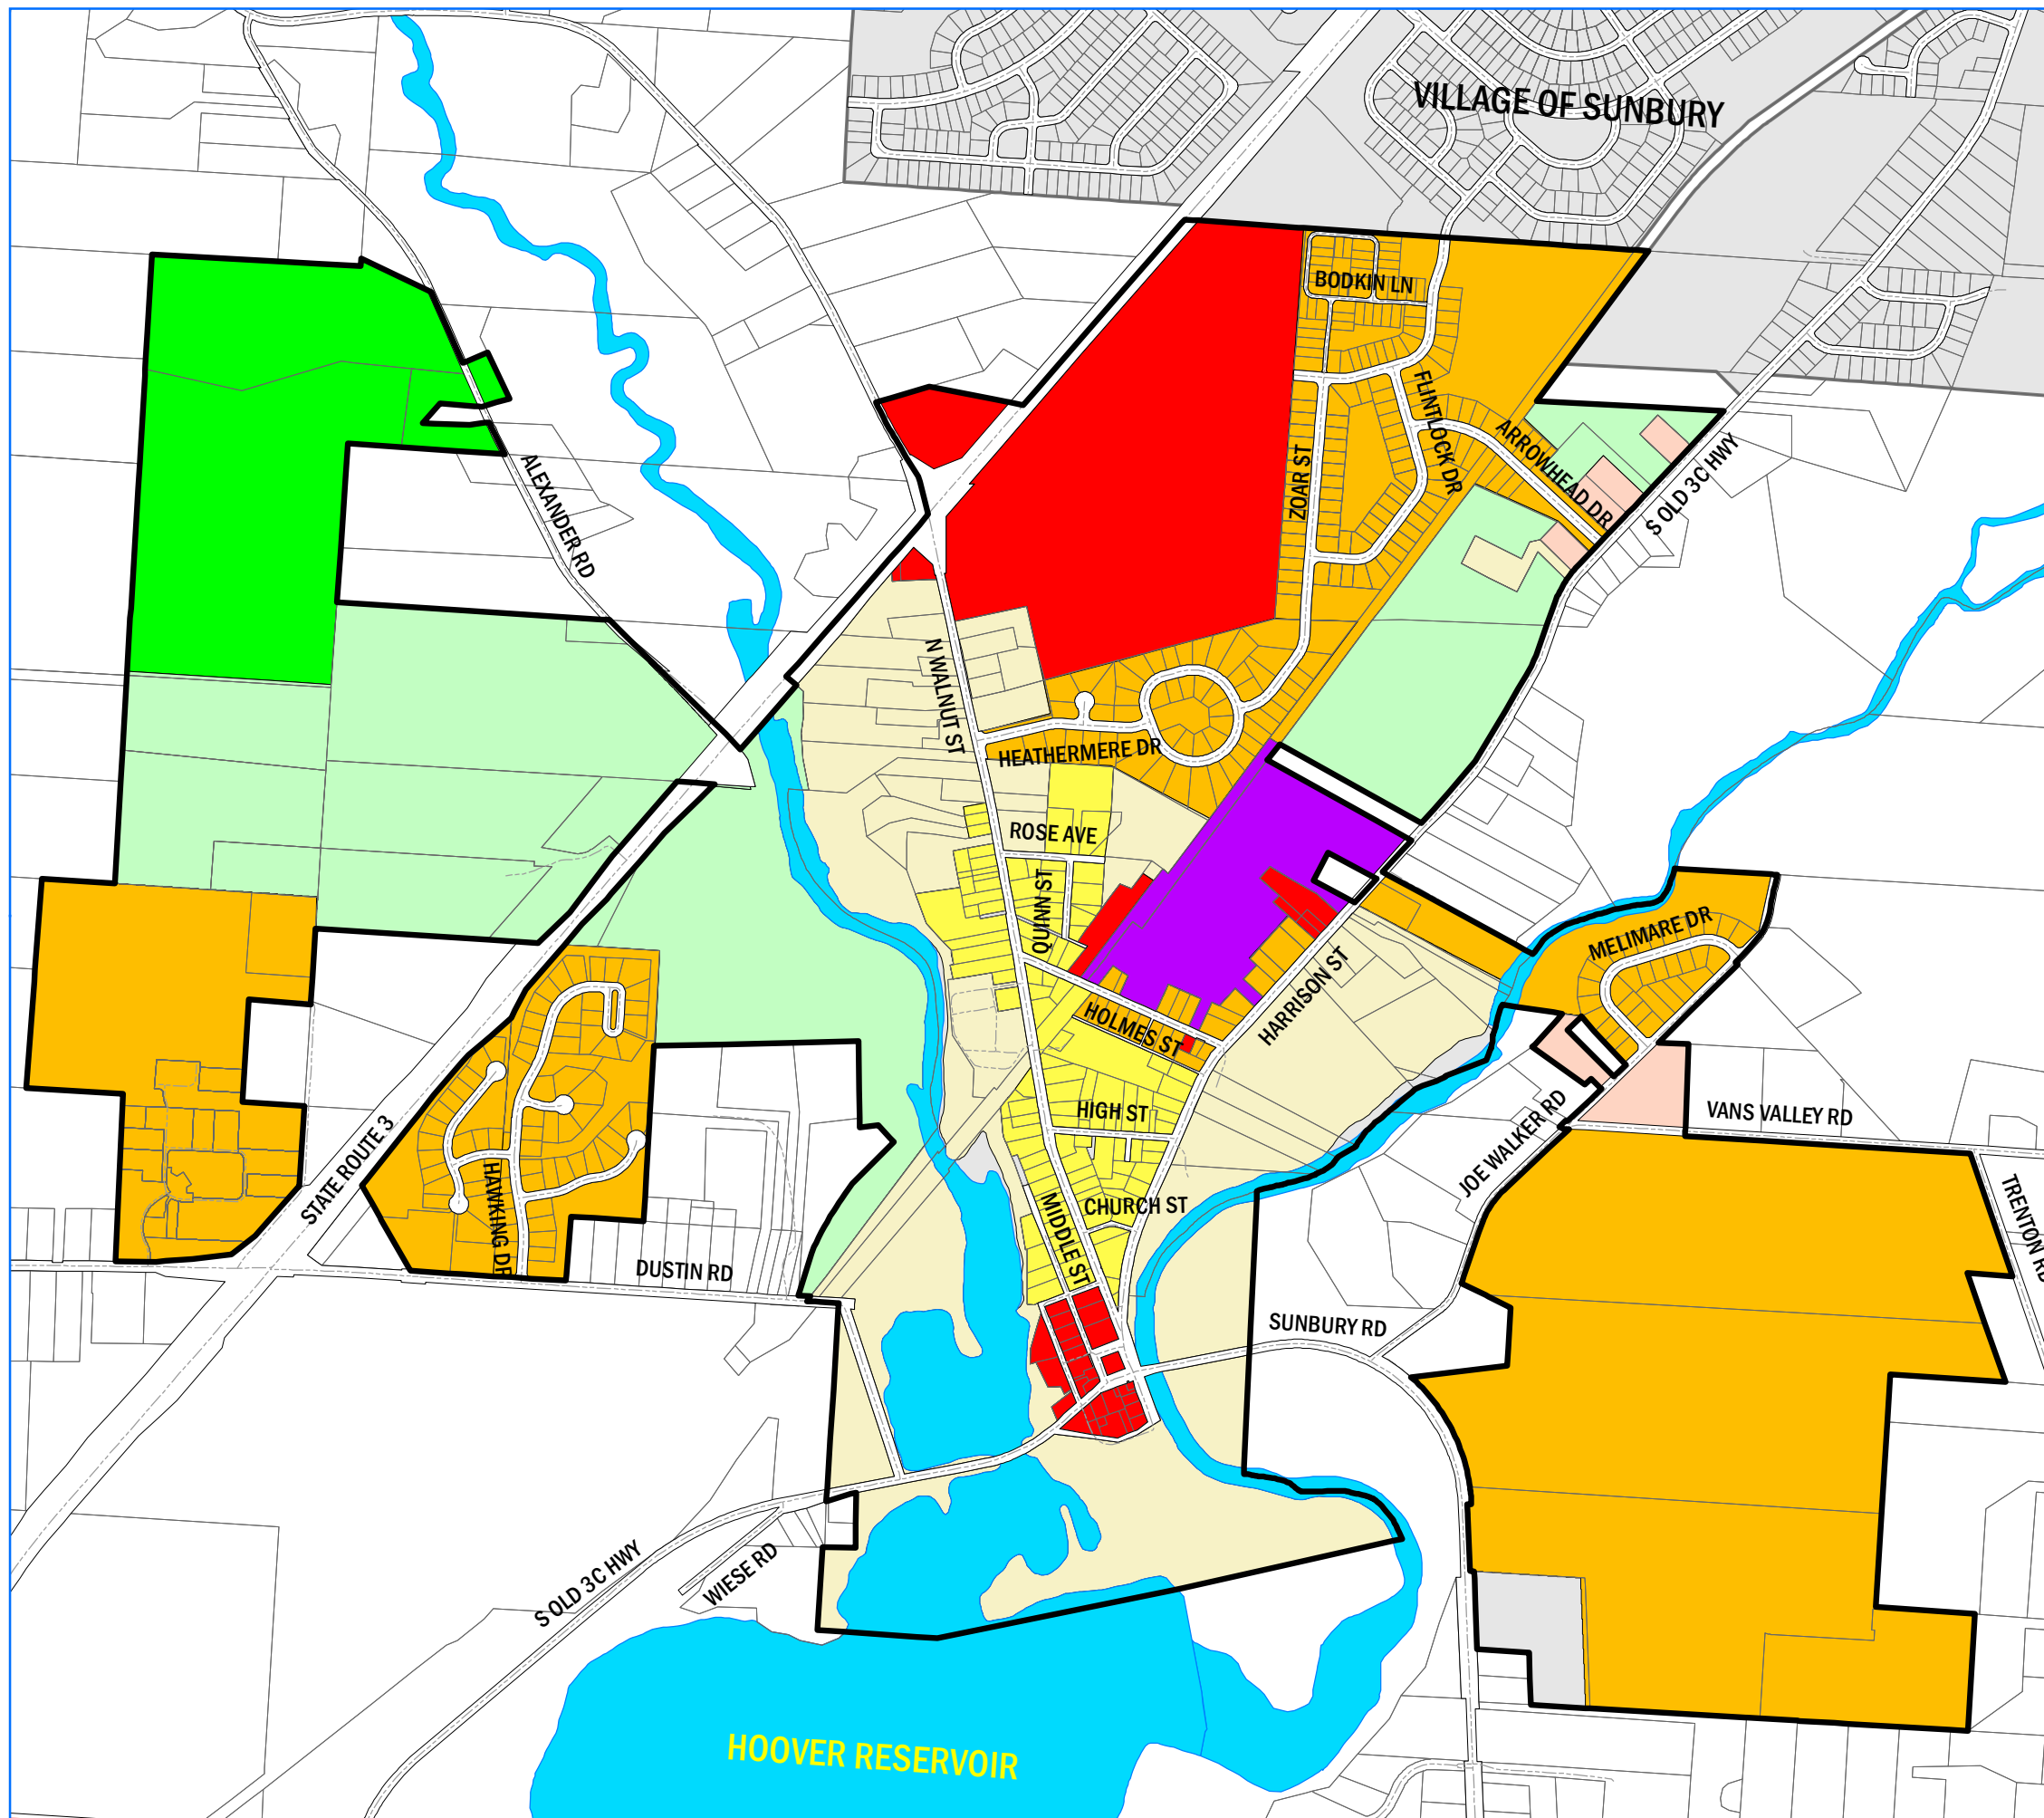 VILLAGE OF SUNBURY
BODKIN LN
FLINTLOCK DR
ARROWHEAD DR
S OLD 3C HWY
ZOAR ST
ALEXANDER RD
N WALNUT ST
HEATHERMERE DR
ROSE AVE
QUINN ST
MELIMARE DR
HARRISON ST
HOLMES ST
HIGH ST
VANS VALLEY RD
JOE WALKER RD
STATE ROUTE 3
HAWKING DR
CHURCH ST
MIDDLE ST
TRENTON RD
DUSTIN RD
SUNBURY RD
S OLD 3C HWY
WIESE RD
HOOVER RESERVOIR